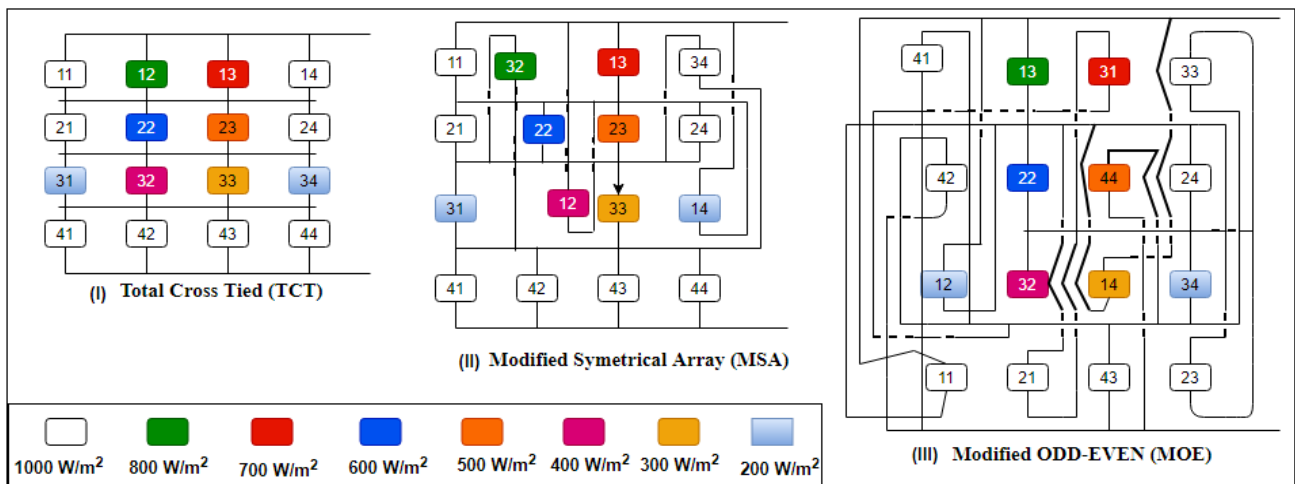 11 12 13 14
21 22 23 24
31 32 33 34
41 42 43 44
(I) Total Cross Tied (TCT)
11 32 13 34
21 22 23 24
31 12 33 14
41 42 43 44
(II) Modified Symetrical Array (MSA)
41 13 31 33
42 22 44 24
12 32 14 34
11 21 43 23
(III) Modified ODD-EVEN (MOE)
1000 W/m² 800 W/m² 700 W/m² 600 W/m² 500 W/m² 400 W/m² 300 W/m² 200 W/m²